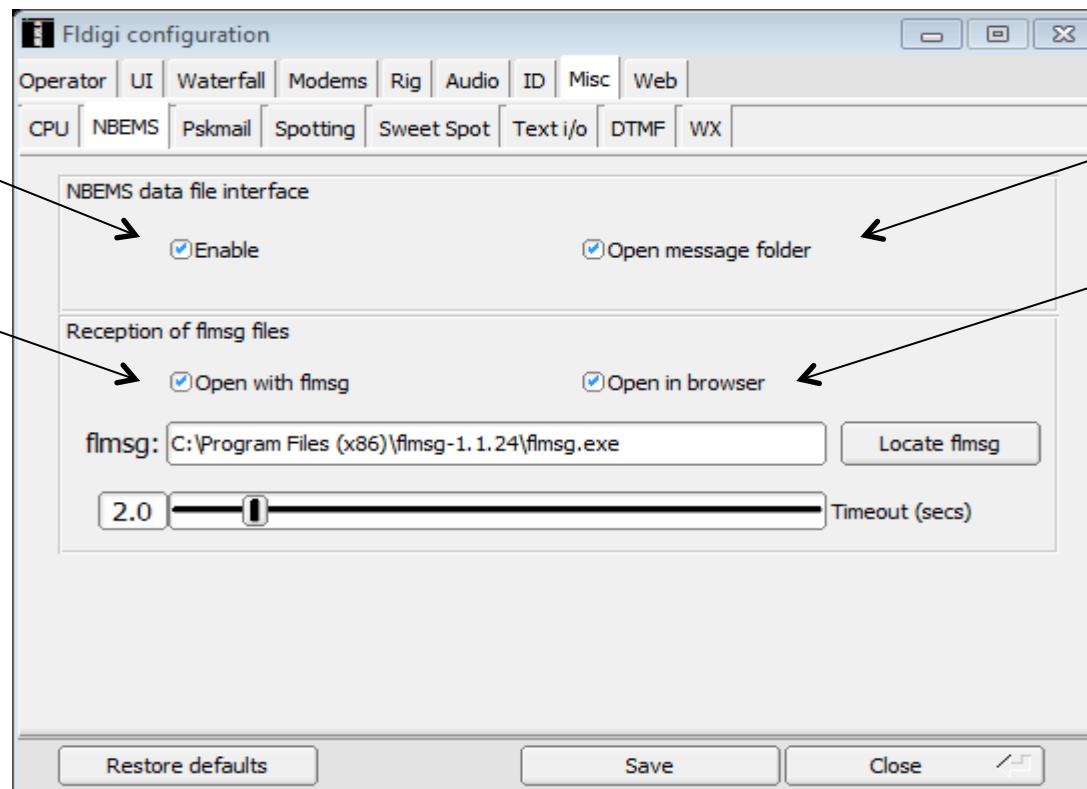 Fldigi configuration
Operator UI Waterfall Modems Rig Audio ID Misc Web
CPU NBEMS Pskmail Spotting Sweet Spot Text i/o DTMF WX
NBEMS data file interface
Enable Open message folder
Reception of flmsg files
Open with flmsg Open in browser
flmsg: C:\Program Files (x86)\flmsg-1.1.24\flmsg.exe Locate flmsg
2.0 Timeout (secs)
Restore defaults Save Close